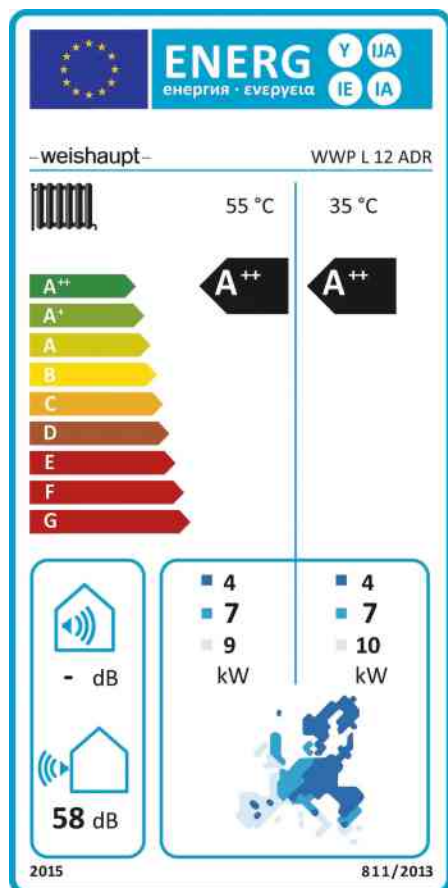 ENERG
енергия · ενεργεια
Y IJA
IE IA
-weishaupt-
WWP L 12 ADR
55 °C
35 °C
A++
A++
A++
A+
A
B
C
D
E
F
G
- dB
58 dB
4
7
9
kW
4
7
10
kW
2015
811/2013